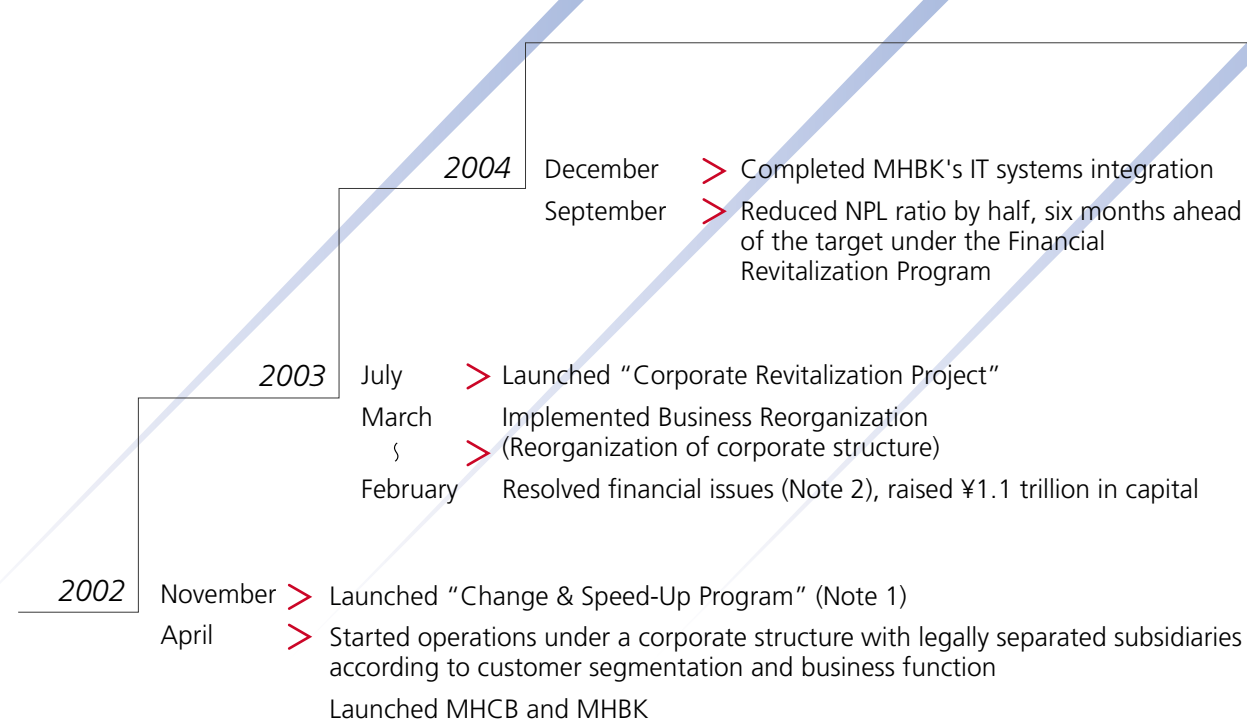 2004 December > Completed MHBK's IT systems integration
September > Reduced NPL ratio by half, six months ahead
of the target under the Financial
Revitalization Program
2003 July > Launched “Corporate Revitalization Project”
March Implemented Business Reorganization
~ > (Reorganization of corporate structure)
February Resolved financial issues (Note 2), raised ¥1.1 trillion in capital
2002 November > Launched “Change & Speed-Up Program” (Note 1)
April > Started operations under a corporate structure with legally separated subsidiaries
according to customer segmentation and business function
Launched MHCB and MHBK